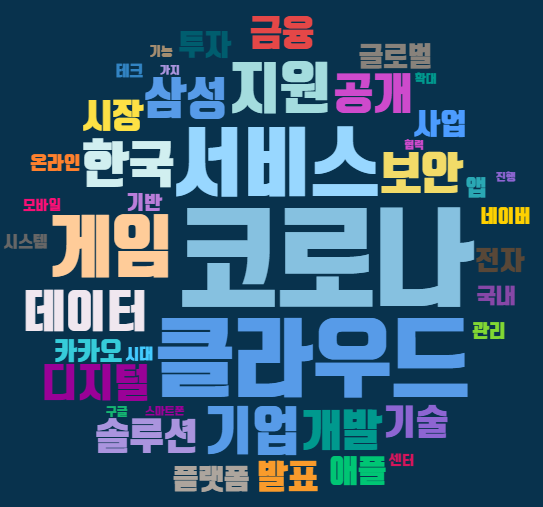 금융
투자
기능
글로벌
테크
가지
삼성
지원
공개
확대
시장
사업
협력
온라인
한국
서비스
보안
앱
진행
모바일
기반
네이버
시스템
게임
코로나
전자
데이터
국내
카카오
시대
클라우드
관리
디지털
구글
스마트폰
솔루션
기업
개발
기술
플랫폼
발표
애플
센터